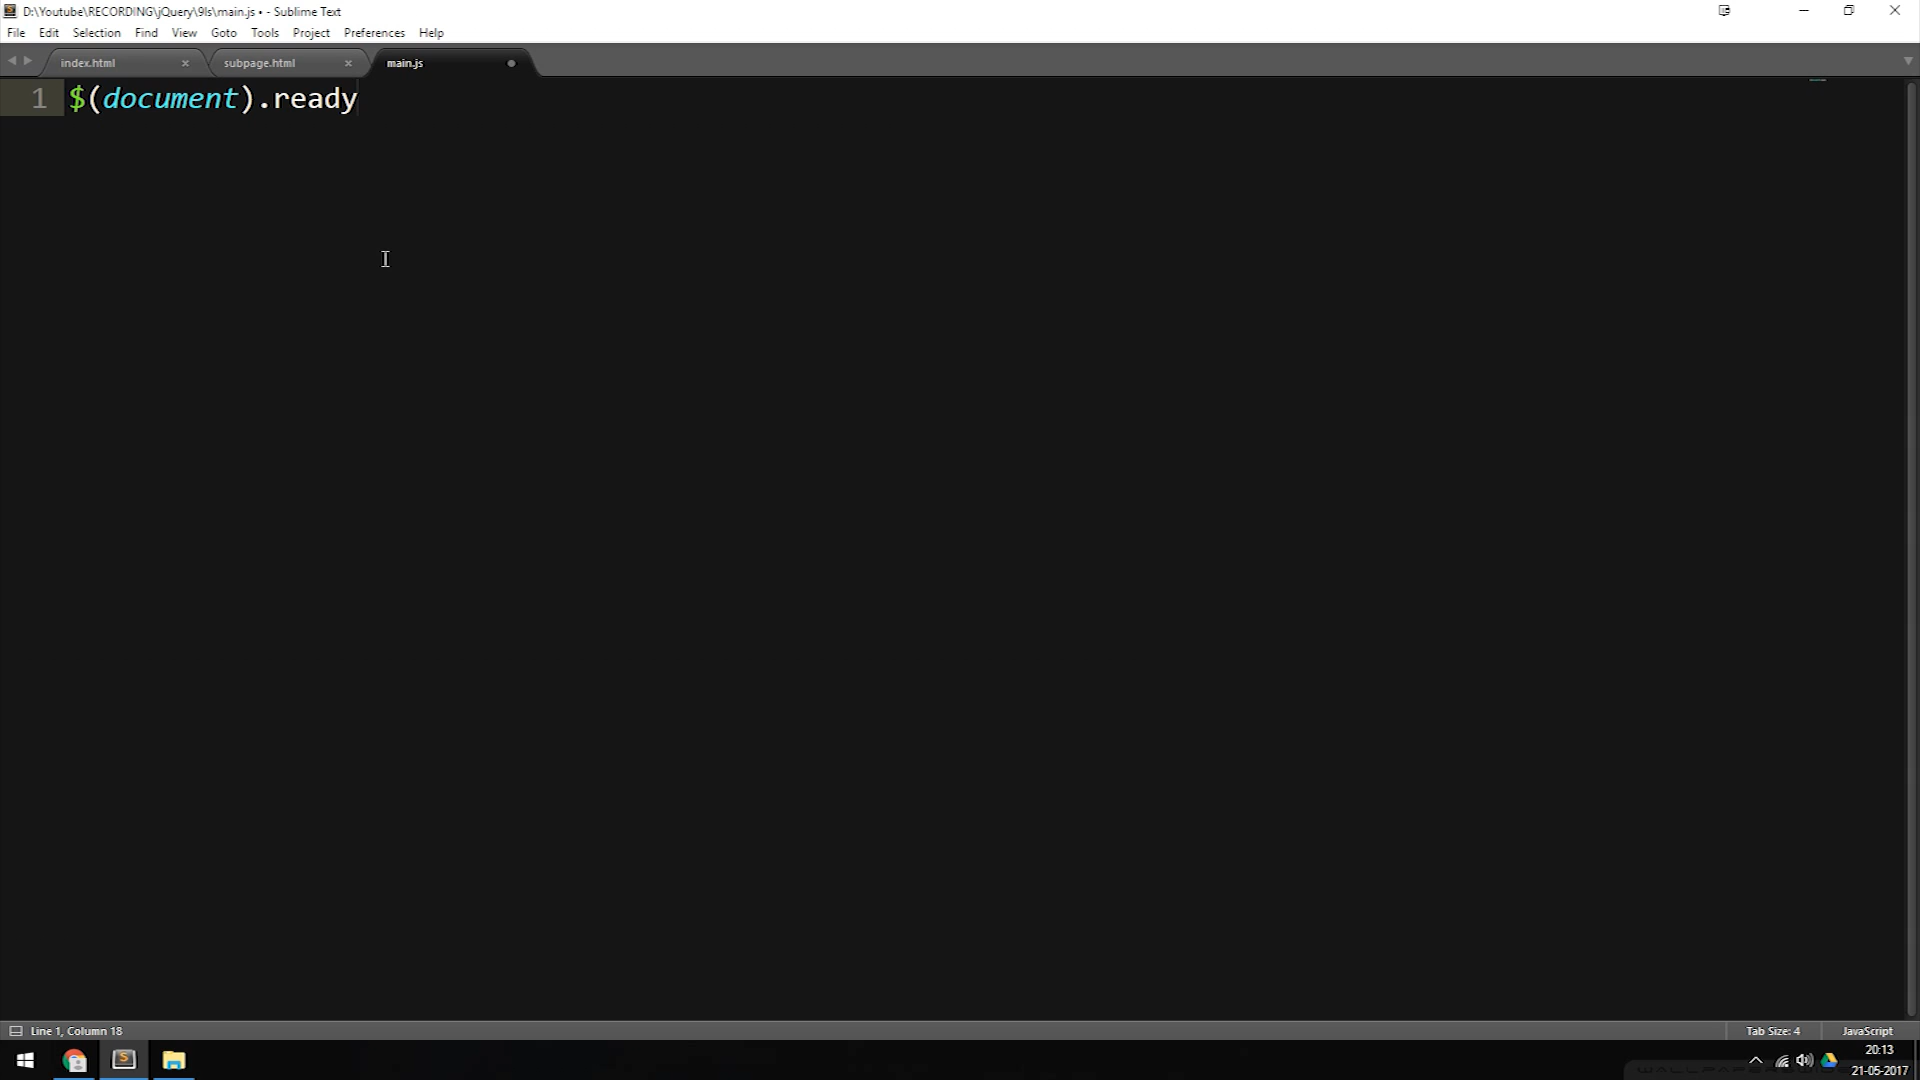 D:\Youtube\RECORDING\jQuery\9ls\main.js • - Sublime Text
File Edit Selection Find View Goto Tools Project Preferences Help
index.html subpage.html main.js
1 $(document).ready
Line 1, Column 18 Tab Size: 4 JavaScript
20:13
21-05-2017